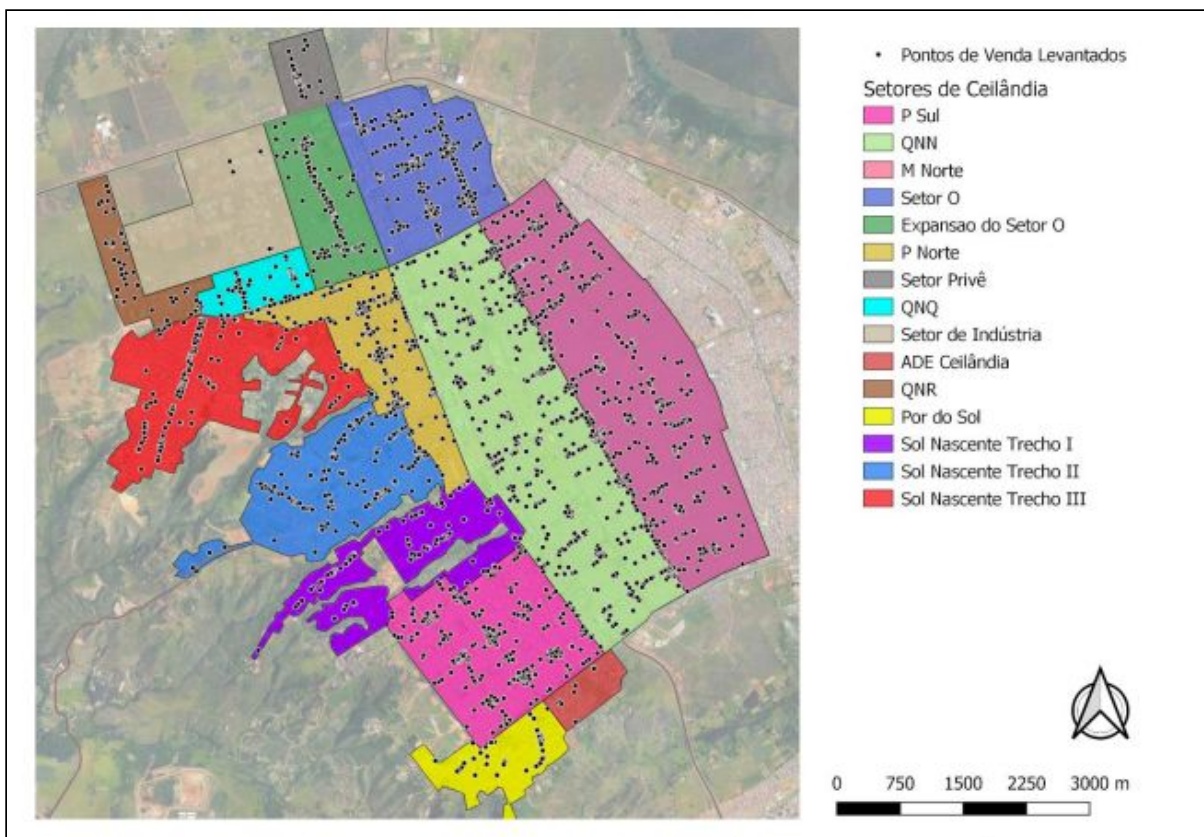 Pontos de Venda Levantados
Setores de Ceilândia
P Sul
QNN
M Norte
Setor O
Expansao do Setor O
P Norte
Setor Privê
QNQ
Setor de Indústria
ADE Ceilândia
QNR
Por do Sol
Sol Nascente Trecho I
Sol Nascente Trecho II
Sol Nascente Trecho III
0 750 1500 2250 3000 m